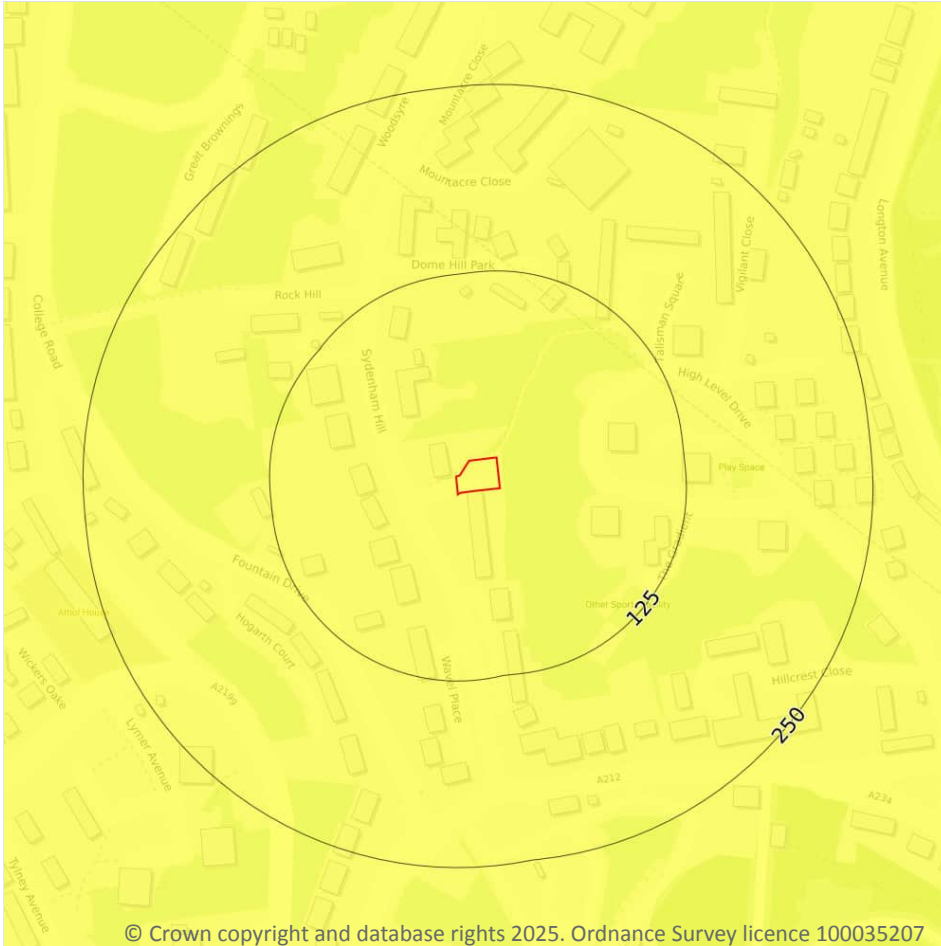 Great Brownings
Woodsyre
Mountacre Close
Mountacre Close
Dome Hill Park
Rock Hill
Vigilant Close
Longton Avenue
College Road
Sydenham Hill
Talisman Square
High Level Drive
Play Space
Fountain Drive
The Gradient
125
Other Sports Facility
Athol House
Hogarth Court
Wickers Oake
A2199
Wavel Place
Hillcrest Close
250
Lymer Avenue
A212
A234
Tylney Avenue
© Crown copyright and database rights 2025. Ordnance Survey licence 100035207